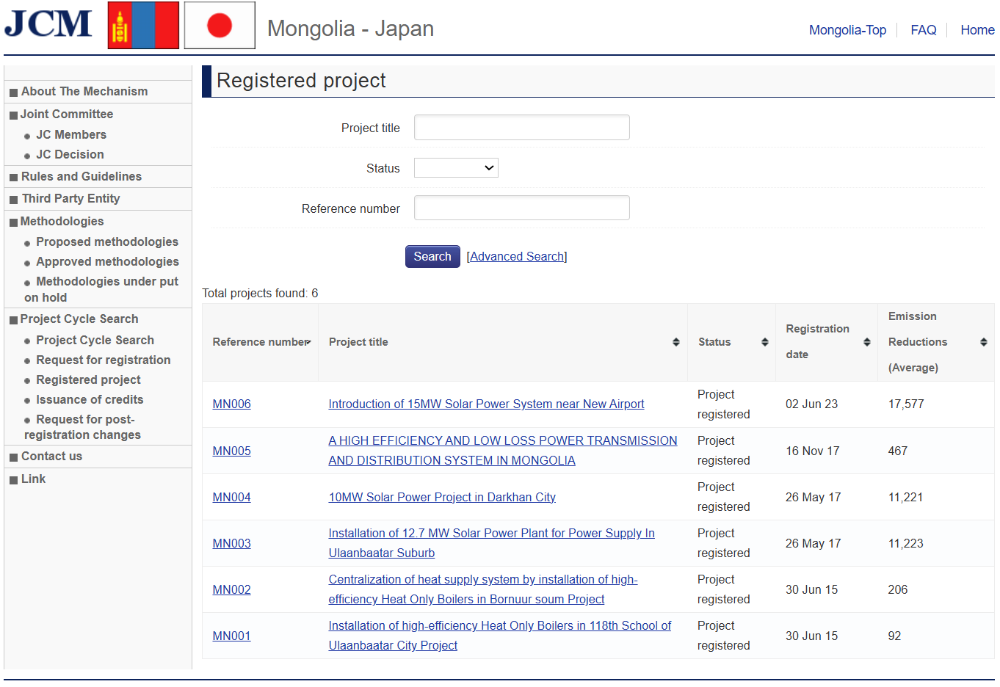 JCM
Mongolia - Japan
Mongolia-Top
FAQ
Home
About The Mechanism
Joint Committee
JC Members
JC Decision
Rules and Guidelines
Third Party Entity
Methodologies
Proposed methodologies
Approved methodologies
Methodologies under put
on hold
Project Cycle Search
Project Cycle Search
Request for registration
Registered project
Issuance of credits
Request for post-
registration changes
Contact us
Link
Registered project
Project title
Status
Reference number
Search [Advanced Search]
Total projects found: 6
Reference number
Project title
Status
Registration
date
Emission
Reductions
(Average)
MN006
Introduction of 15MW Solar Power System near New Airport
Project
registered
02 Jun 23
17,577
MN005
A HIGH EFFICIENCY AND LOW LOSS POWER TRANSMISSION
AND DISTRIBUTION SYSTEM IN MONGOLIA
Project
registered
16 Nov 17
467
MN004
10MW Solar Power Project in Darkhan City
Project
registered
26 May 17
11,221
MN003
Installation of 12.7 MW Solar Power Plant for Power Supply In
Ulaanbaatar Suburb
Project
registered
26 May 17
11,223
MN002
Centralization of heat supply system by installation of high-
efficiency Heat Only Boilers in Bornuur soum Project
Project
registered
30 Jun 15
206
MN001
Installation of high-efficiency Heat Only Boilers in 118th School of
Ulaanbaatar City Project
Project
registered
30 Jun 15
92